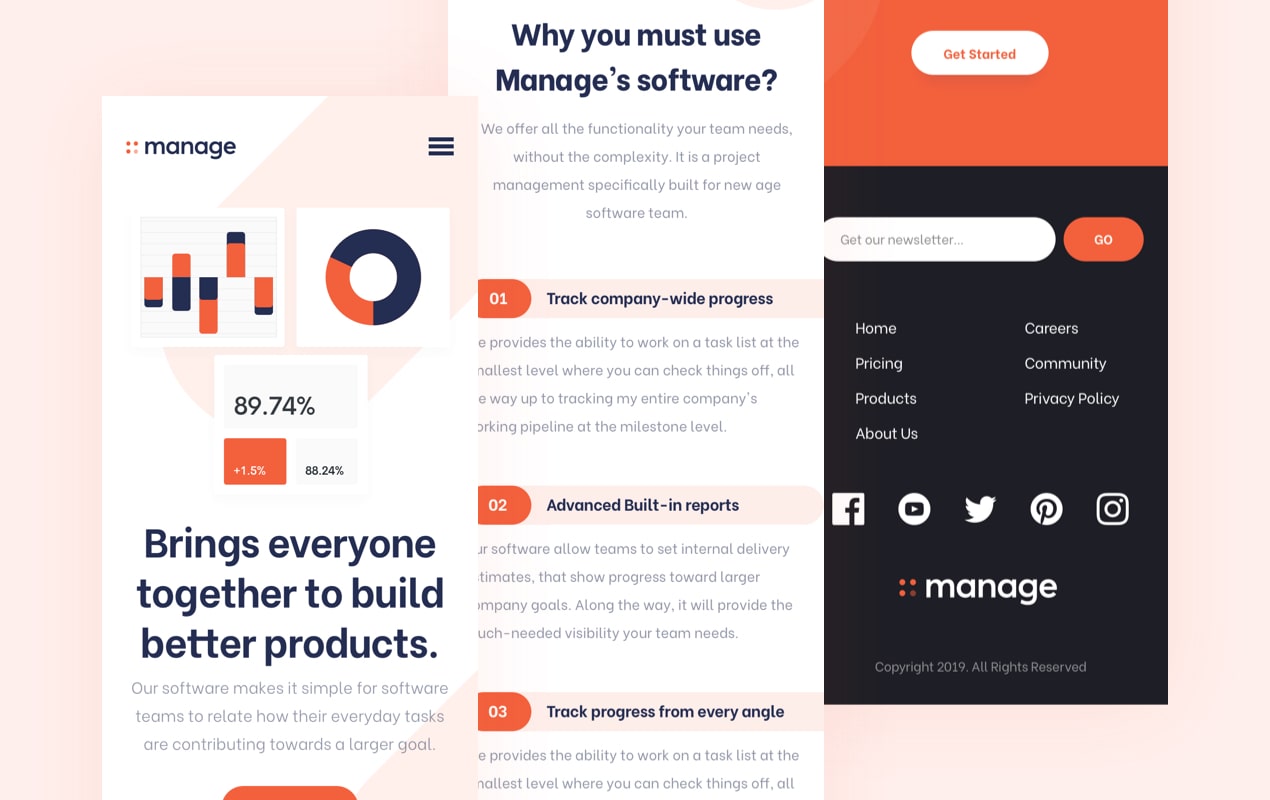 manage
89.74%
+1.5%
88.24%
Brings everyone
together to build
better products.
Our software makes it simple for software
teams to relate how their everyday tasks
are contributing towards a larger goal.
Why you must use
Manage’s software?
We offer all the functionality your team needs,
without the complexity. It is a project
management specifically built for new age
software team.
01 Track company-wide progress
provides the ability to work on a task list at the
level where you can check things off, all
way up to tracking my entire company’s
pipeline at the milestone level.
02 Advanced Built-in reports
software allow teams to set internal delivery
that show progress toward larger
goals. Along the way, it will provide the
visibility your team needs.
03 Track progress from every angle
provides the ability to work on a task list at the
level where you can check things off, all
Get Started
Get our newsletter...
GO
Home
Pricing
Products
About Us
Careers
Community
Privacy Policy
manage
Copyright 2019. All Rights Reserved